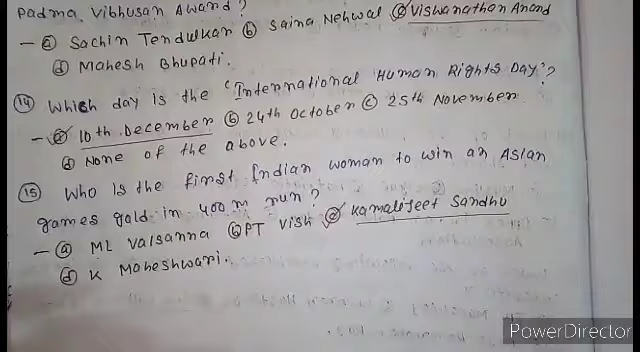 Padma Vibhusan Award?
- ⓐ Sachin Tendulkar ⓑ Saina Nehwal ⓒ Viswanathan Anand
ⓓ Mahesh Bhupati.
⑭ Which day is the 'International Human Rights Day'?
- ⓐ 10th December ⓑ 24th October ⓒ 25th November
ⓓ None of the above.
⑮ Who is the first Indian woman to win an Asian
games gold in 400m run?
- ⓐ ML Valsanna ⓑ PT Vish ⓒ Kamaljeet Sandhu
ⓓ K Maheshwari.
PowerDirector